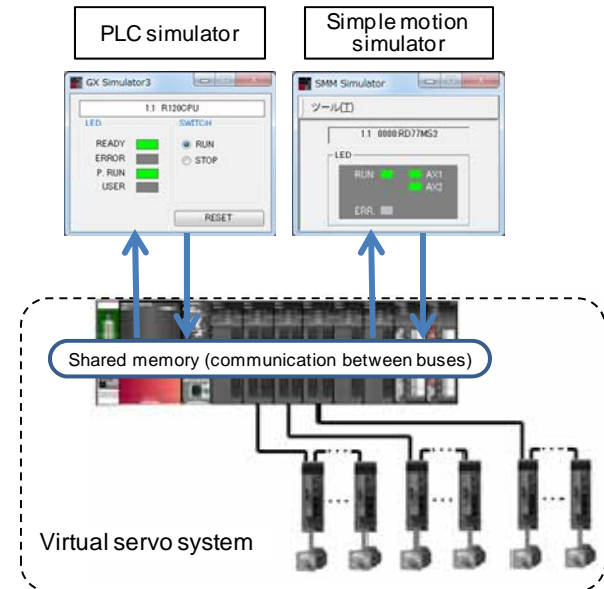 PLC simulator
Simple motion
simulator
GX Simulator3
1.1 R120CPU
LED
SWITCH
READY
RUN
ERROR
STOP
P. RUN
USER
RESET
SMM Simulator
ツール(T)
1.1 0000:RD77MS2
LED
RUN
AX1
AX2
ERR.
Shared memory (communication between buses)
Virtual servo system